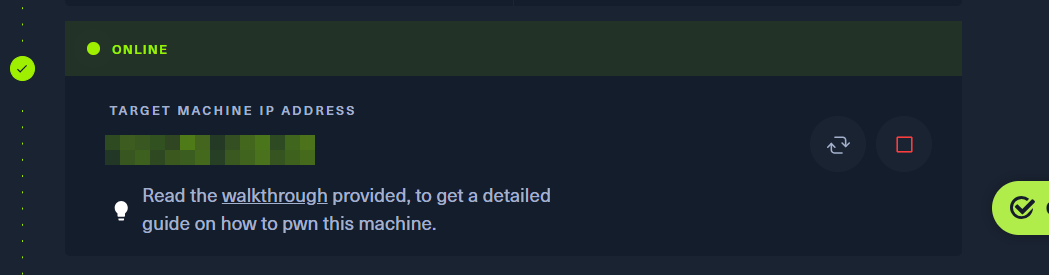 ONLINE
TARGET MACHINE IP ADDRESS
Read the walkthrough provided, to get a detailed
guide on how to pwn this machine.